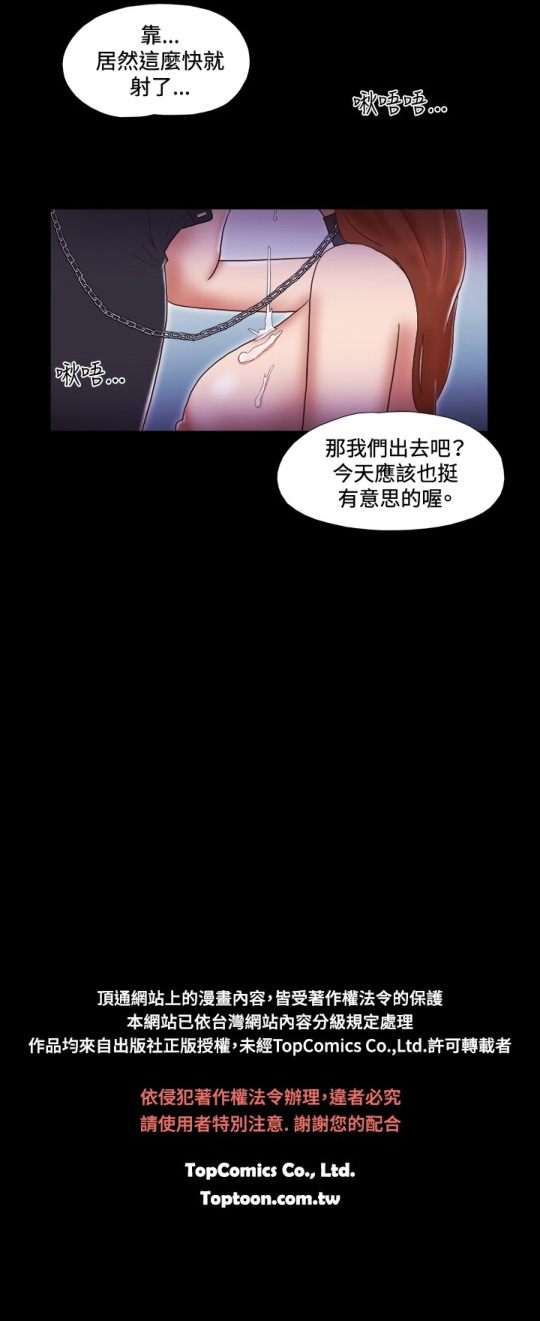 靠...
居然這麼快就
射了...
啾唔唔...
啾唔...
那我們出去吧?
今天應該也挺
有意思的喔。
頂通網站上的漫畫內容，皆受著作權法令的保護
本網站已依台灣網站內容分級規定處理
作品均來自出版社正版授權，未經TopComics Co.,Ltd.許可轉載者
依侵犯著作權法令辦理，違者必究
請使用者特別注意. 謝謝您的配合
TopComics Co., Ltd.
Toptoon.com.tw